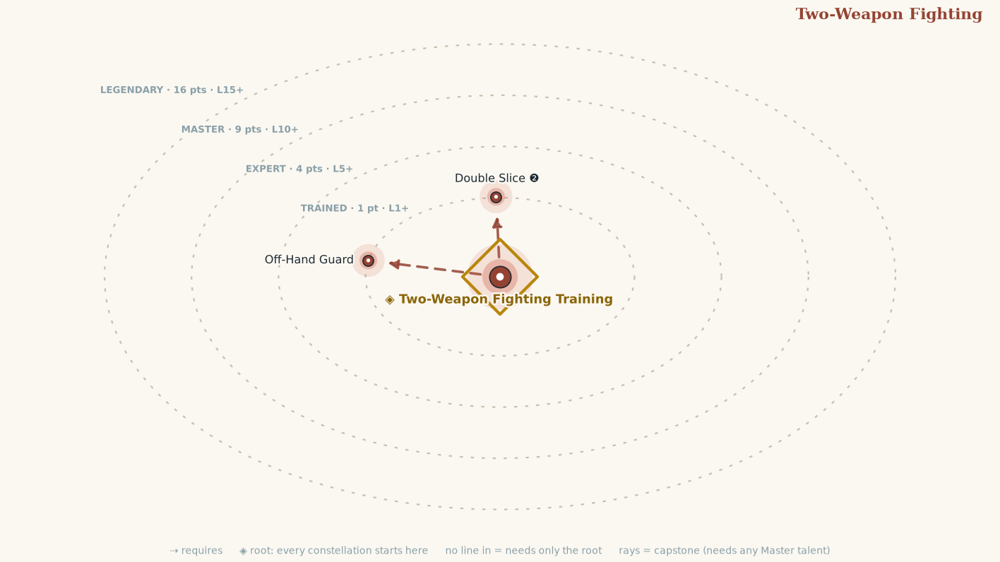 Two-Weapon Fighting
LEGENDARY · 16 pts · L15+
MASTER · 9 pts · L10+
EXPERT · 4 pts · L5+
Double Slice ❷
TRAINED · 1 pt · L1+
Off-Hand Guard
◈ Two-Weapon Fighting Training
⇢ requires ◈ root: every constellation starts here no line in = needs only the root rays = capstone (needs any Master talent)